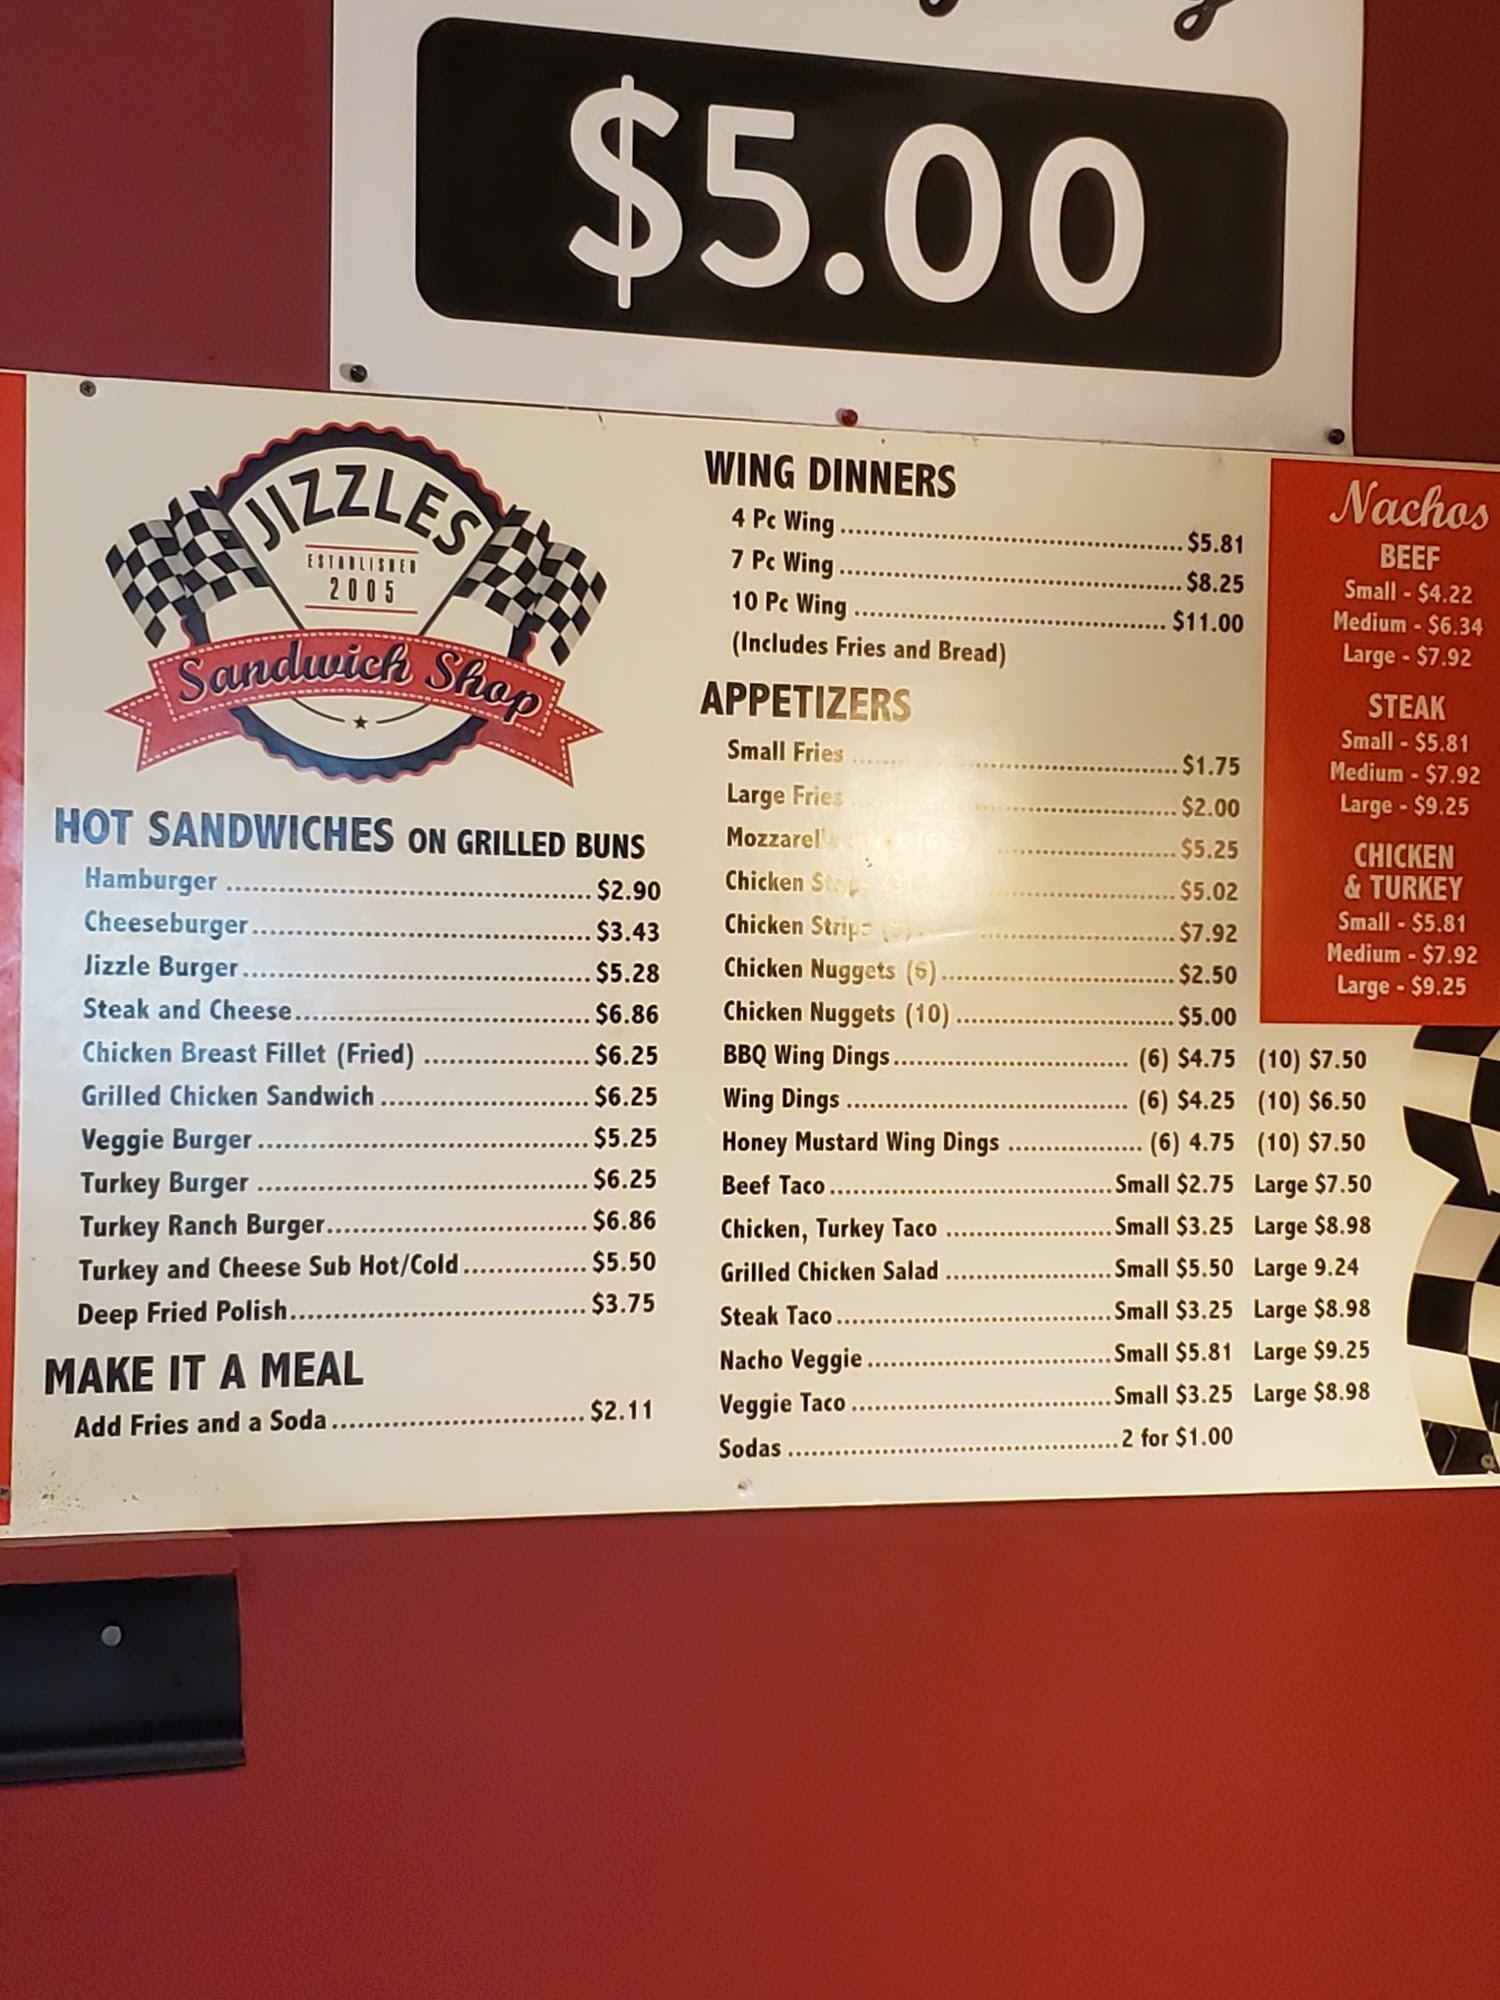 $5.00
JIZZLES
ESTABLISHED
2005
Sandwich Shop
HOT SANDWICHES ON GRILLED BUNS
Hamburger $2.90
Cheeseburger $3.43
Jizzle Burger $5.28
Steak and Cheese $6.86
Chicken Breast Fillet (Fried) $6.25
Grilled Chicken Sandwich $6.25
Veggie Burger $5.25
Turkey Burger $6.25
Turkey Ranch Burger $6.86
Turkey and Cheese Sub Hot/Cold $5.50
Deep Fried Polish $3.75
MAKE IT A MEAL
Add Fries and a Soda $2.11
WING DINNERS
4 Pc Wing $5.81
7 Pc Wing $8.25
10 Pc Wing $11.00
(Includes Fries and Bread)
APPETIZERS
Small Fries $1.75
Large Fries $2.00
Mozzarella (6) $5.25
Chicken $5.02
Chicken Strips $7.92
Chicken Nuggets (6) $2.50
Chicken Nuggets (10) $5.00
BBQ Wing Dings (6) $4.75 (10) $7.50
Wing Dings (6) $4.25 (10) $6.50
Honey Mustard Wing Dings (6) 4.75 (10) $7.50
Beef Taco Small $2.75 Large $7.50
Chicken, Turkey Taco Small $3.25 Large $8.98
Grilled Chicken Salad Small $5.50 Large 9.24
Steak Taco Small $3.25 Large $8.98
Nacho Veggie Small $5.81 Large $9.25
Veggie Taco Small $3.25 Large $8.98
Sodas 2 for $1.00
Nachos
BEEF
Small - $4.22
Medium - $6.34
Large - $7.92
STEAK
Small - $5.81
Medium - $7.92
Large - $9.25
CHICKEN
& TURKEY
Small - $5.81
Medium - $7.92
Large - $9.25